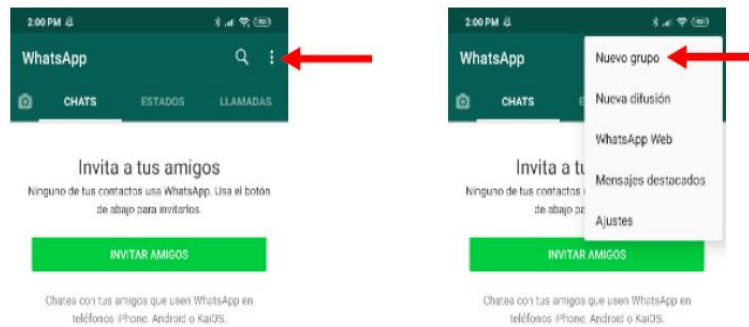 2:00 PM
WhatsApp
CHATS ESTADOS LLAMADAS
Invita a tus amigos
Ninguno de tus contactos usa WhatsApp. Usa el botón
de abajo para invitarlos.
INVITAR AMIGOS
Chatea con tus amigos que usen WhatsApp en
teléfonos iPhone, Android o KaiOS.
2:00 PM
WhatsApp
CHATS E
Invita a tu
Ninguno de tus contactos
de abajo pa
Nuevo grupo
Nueva difusión
WhatsApp Web
Mensajes destacados
Ajustes
INVITAR AMIGOS
Chatea con tus amigos que usen WhatsApp en
teléfonos iPhone, Android o KaiOS.